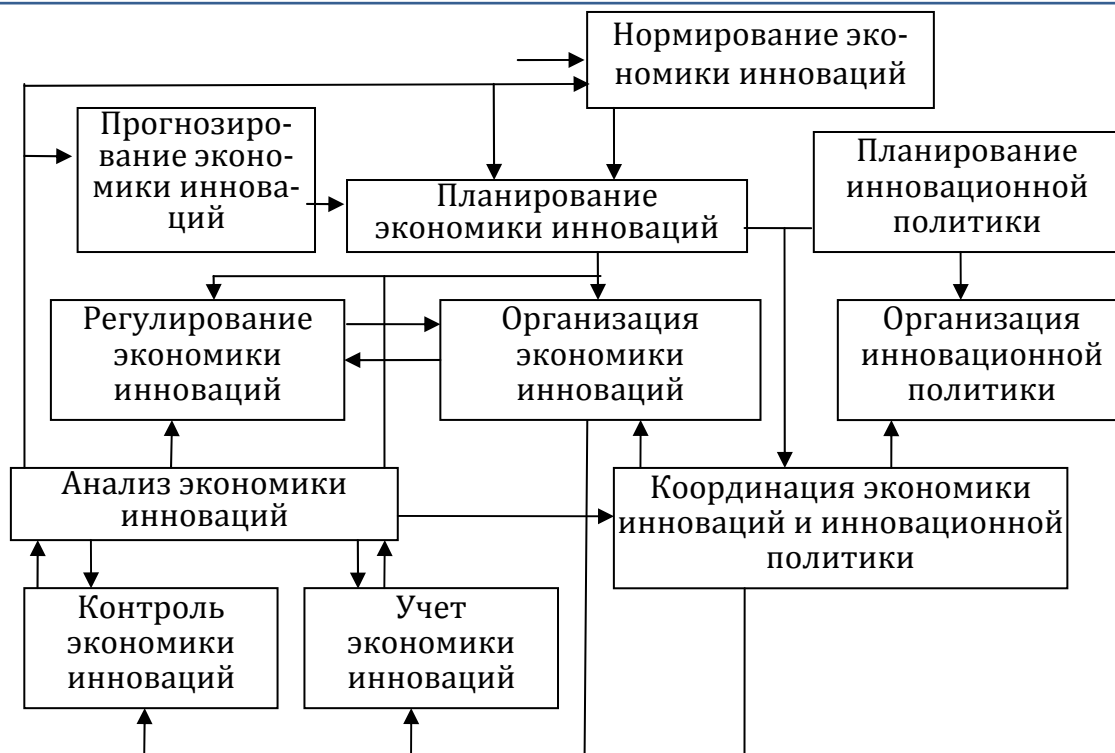 Нормирование эко-
номики инноваций
Прогнозиро-
вание эконо-
мики иннова-
ций
Планирование
экономики инноваций
Планирование
инновационной
политики
Регулирование
экономики
инноваций
Организация
экономики
инноваций
Организация
инновационной
политики
Анализ экономики
инноваций
Координация экономики
инноваций и инновационной
политики
Контроль
экономики
инноваций
Учет
экономики
инноваций